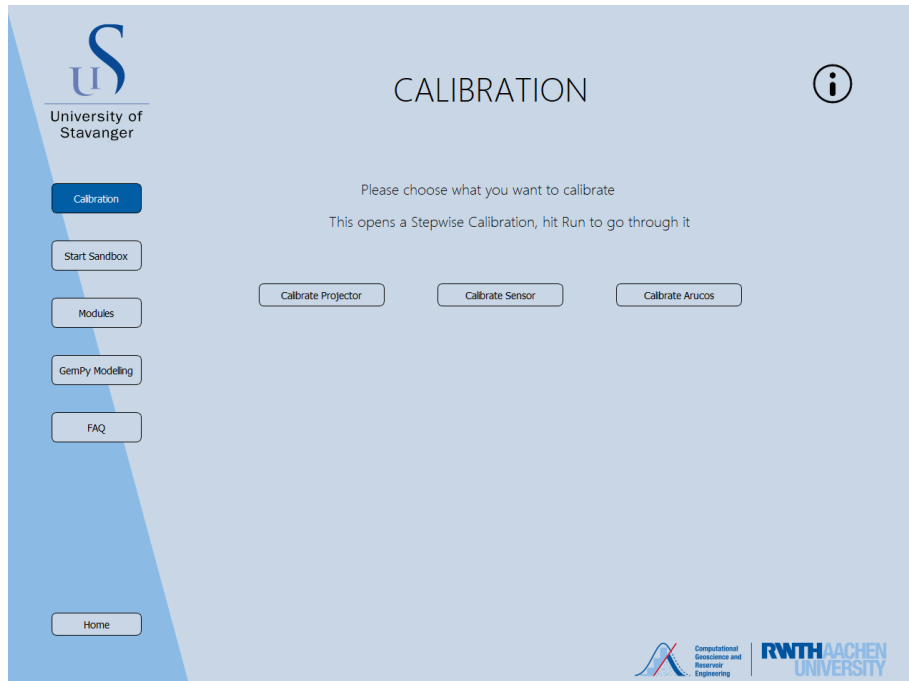 US
University of
Stavanger
CALIBRATION
i
Please choose what you want to calibrate
This opens a Stepwise Calibration, hit Run to go through it
Calibration
Start Sandbox
Modules
GemPy Modeling
FAQ
Home
Calibrate Projector
Calibrate Sensor
Calibrate Arucos
Computational
Geoscience and
Reservoir
Engineering
RWTHAACHEN
UNIVERSITY